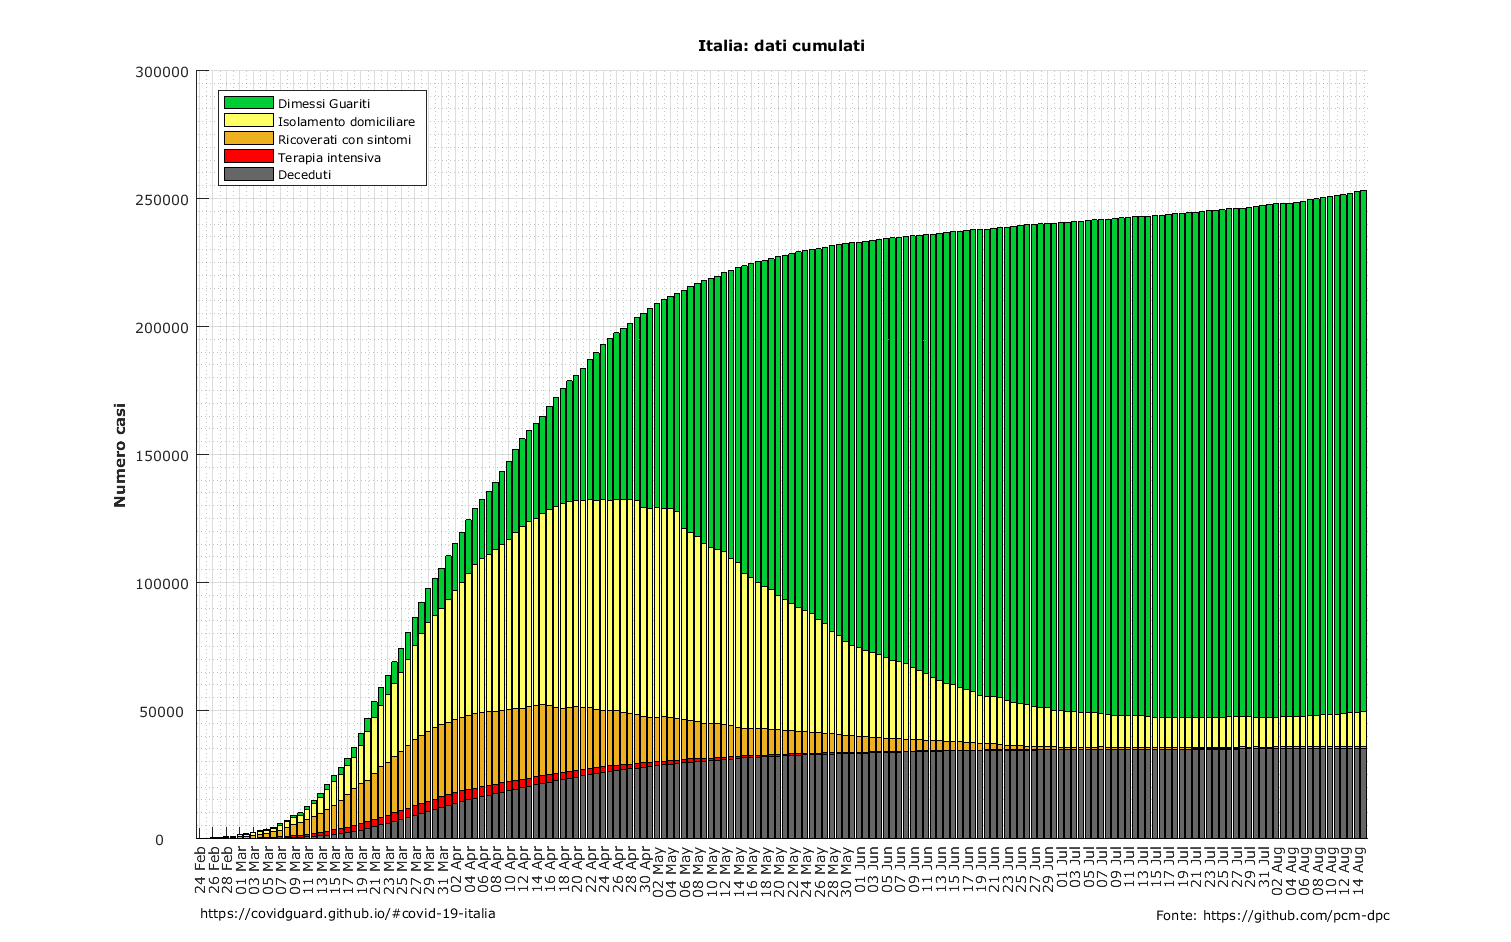 Italia: dati cumulati
300000
250000
200000
150000
100000
50000
0
Numero casi
Dimessi Guariti
Isolamento domiciliare
Ricoverati con sintomi
Terapia intensiva
Deceduti
24 Feb
26 Feb
28 Feb
01 Mar
03 Mar
05 Mar
07 Mar
09 Mar
11 Mar
13 Mar
15 Mar
17 Mar
19 Mar
21 Mar
23 Mar
25 Mar
27 Mar
29 Mar
31 Mar
02 Apr
04 Apr
06 Apr
08 Apr
10 Apr
12 Apr
14 Apr
16 Apr
18 Apr
20 Apr
22 Apr
24 Apr
26 Apr
28 Apr
30 Apr
02 May
04 May
06 May
08 May
10 May
12 May
14 May
16 May
18 May
20 May
22 May
24 May
26 May
28 May
30 May
01 Jun
03 Jun
05 Jun
07 Jun
09 Jun
11 Jun
13 Jun
15 Jun
17 Jun
19 Jun
21 Jun
23 Jun
25 Jun
27 Jun
29 Jun
01 Jul
03 Jul
05 Jul
07 Jul
09 Jul
11 Jul
13 Jul
15 Jul
17 Jul
19 Jul
21 Jul
23 Jul
25 Jul
27 Jul
29 Jul
31 Jul
02 Aug
04 Aug
06 Aug
08 Aug
10 Aug
12 Aug
14 Aug
https://covidguard.github.io/#covid-19-italia
Fonte: https://github.com/pcm-dpc